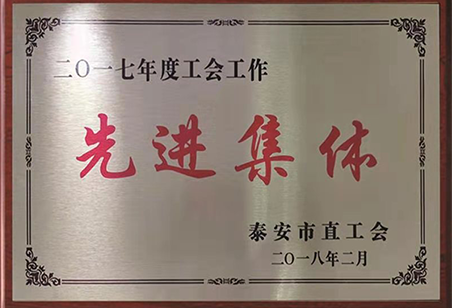 二〇一七年度工会工作
先进集体
泰安市直工会
二〇一八年二月